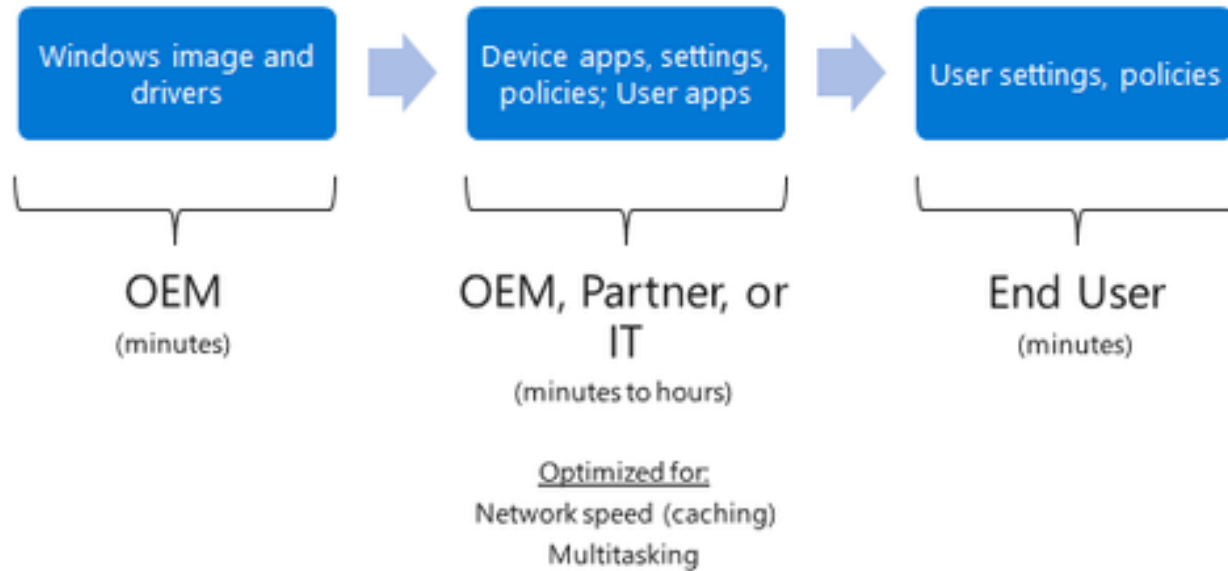 Windows image and
drivers
Device apps, settings,
policies; User apps
User settings, policies
OEM
(minutes)
OEM, Partner, or
IT
(minutes to hours)
End User
(minutes)
Optimized for:
Network speed (caching)
Multitasking